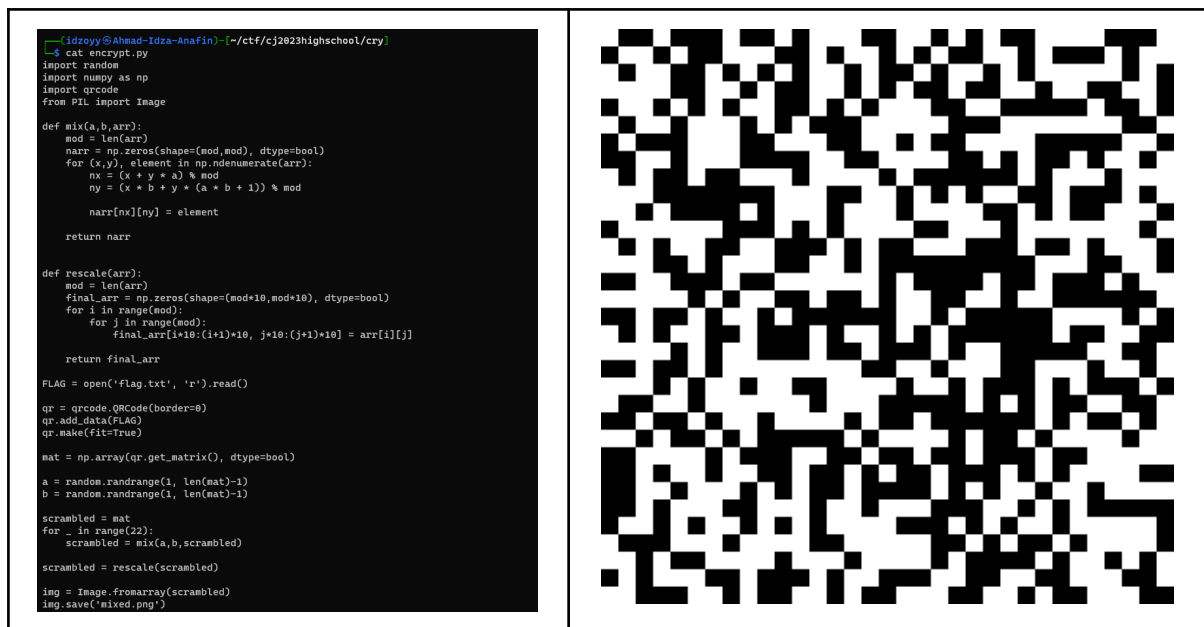 ┌──(idzoyy㉿Ahmad-Idza-Anafin)-[~/ctf/cj2023highschool/cry]
└─$ cat encrypt.py
import random
import numpy as np
import qrcode
from PIL import Image

def mix(a,b,arr):
    mod = len(arr)
    narr = np.zeros(shape=(mod,mod), dtype=bool)
    for (x,y), element in np.ndenumerate(arr):
        nx = (x + y * a) % mod
        ny = (x * b + y * (a * b + 1)) % mod

        narr[nx][ny] = element

    return narr


def rescale(arr):
    mod = len(arr)
    final_arr = np.zeros(shape=(mod*10,mod*10), dtype=bool)
    for i in range(mod):
        for j in range(mod):
            final_arr[i*10:(i+1)*10, j*10:(j+1)*10] = arr[i][j]

    return final_arr

FLAG = open('flag.txt', 'r').read()

qr = qrcode.QRCode(border=0)
qr.add_data(FLAG)
qr.make(fit=True)

mat = np.array(qr.get_matrix(), dtype=bool)

a = random.randrange(1, len(mat)-1)
b = random.randrange(1, len(mat)-1)

scrambled = mat
for _ in range(22):
    scrambled = mix(a,b,scrambled)

scrambled = rescale(scrambled)

img = Image.fromarray(scrambled)
img.save('mixed.png')